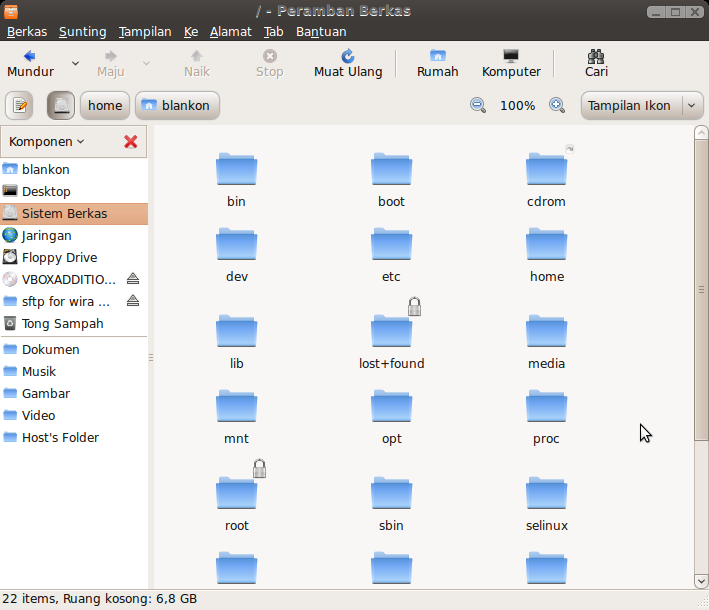 / - Peramban Berkas
Berkas Sunting Tampilan Ke Alamat Tab Bantuan
Mundur Maju Naik Stop Muat Ulang Rumah Komputer Cari
home blankon 100% Tampilan Ikon
Komponen
blankon
Desktop
Sistem Berkas
Jaringan
Floppy Drive
VBOXADDITIO...
sftp for wira ...
Tong Sampah
Dokumen
Musik
Gambar
Video
Host's Folder
bin boot cdrom
dev etc home
lib lost+found media
mnt opt proc
root sbin selinux
22 items, Ruang kosong: 6,8 GB